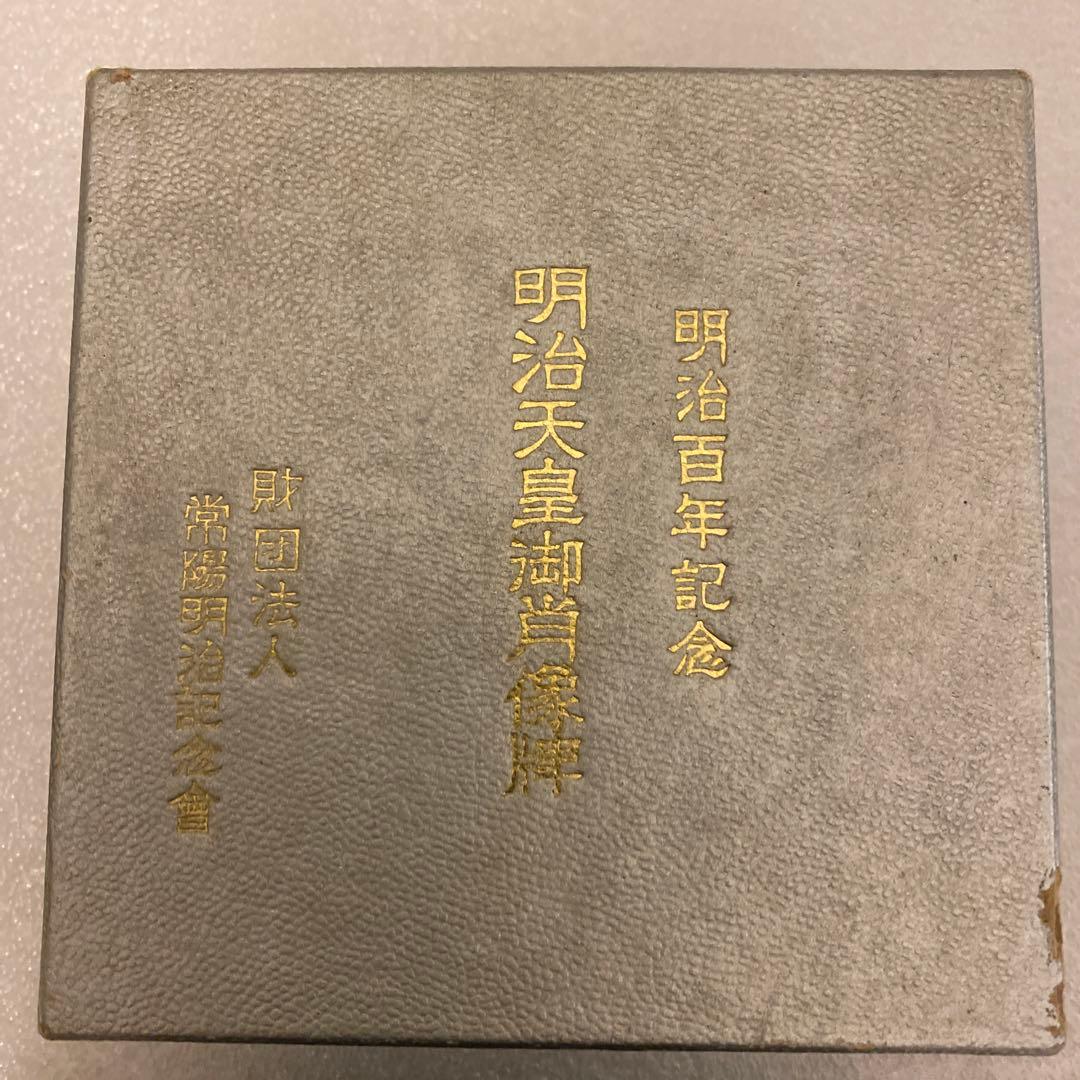 明治百年記念
明治天皇御肖像牌
財団法人
常陽明治記念會